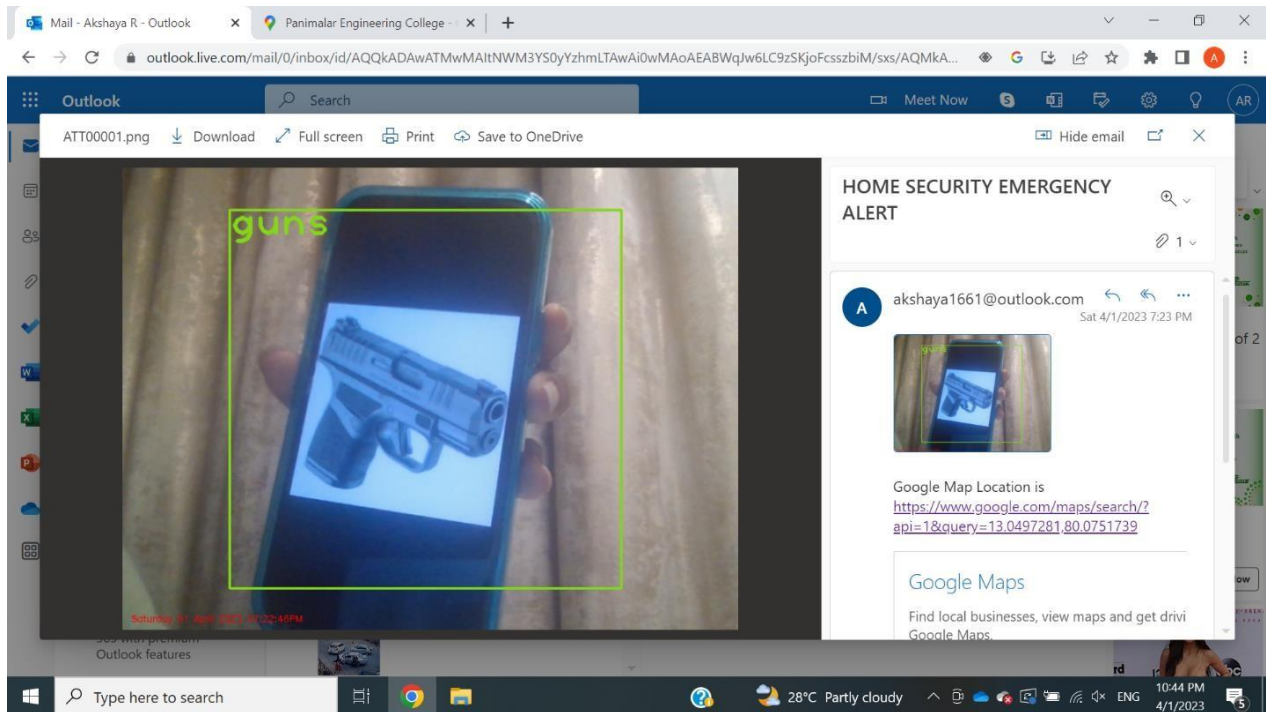 Mail - Akshaya R - Outlook
Panimalar Engineering College -
outlook.live.com/mail/0/inbox/id/AQQkADAwATMwMAItNWM3YS0yYzhmLTAwAi0wMAoAEABWqJw6LC9zSKjoFcsszbiM/sxs/AQMkA...
G
A
Outlook
Search
Meet Now
S
AR
ATT00001.png
Download
Full screen
Print
Save to OneDrive
Hide email
guns
HOME SECURITY EMERGENCY
ALERT
1
A
akshaya1661@outlook.com
Sat 4/1/2023 7:23 PM
guns
Google Map Location is
https://www.google.com/maps/search/?
api=1&query=13.0497281,80.0751739
Google Maps
Find local businesses, view maps and get drivi
Google Maps.
of 2
W
X
P
365 with premium
Outlook features
Type here to search
28°C Partly cloudy
ENG
10:44 PM
4/1/2023
5